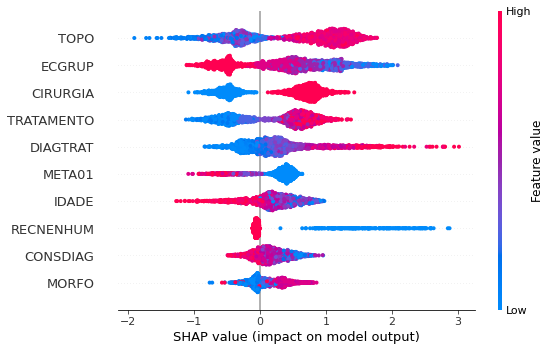 High
TOPO
ECGRUP
CIRURGIA
TRATAMENTO
DIAGTRAT
META01
IDADE
RECNENHUM
CONSDIAG
MORFO
Feature value
Low
−2 −1 0 1 2 3
SHAP value (impact on model output)